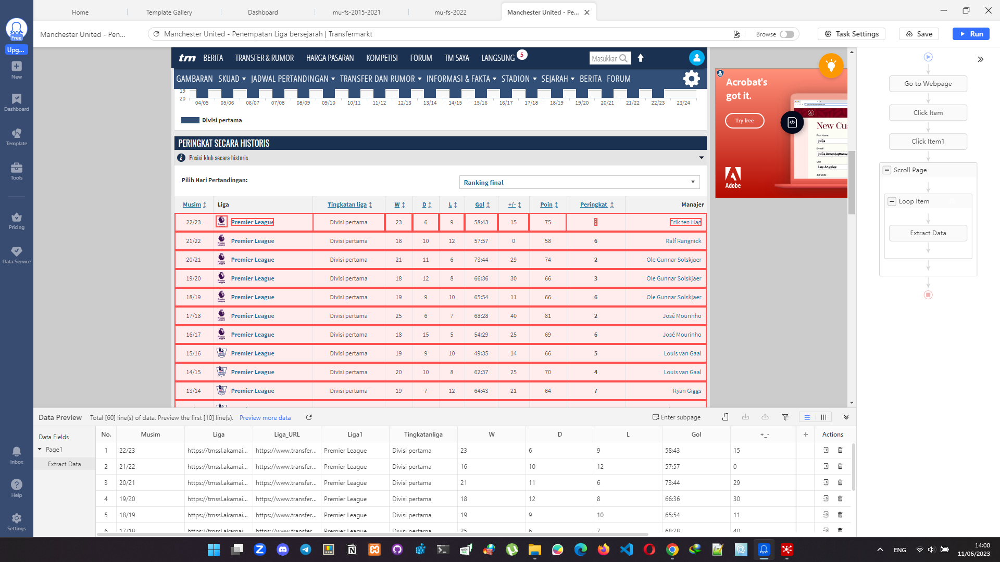 Home
Template Gallery
Dashboard
mu-fs-2015-2021
mu-fs-2022
Manchester United - Pe...
Free
Upg...
New
Dashboard
Template
Tools
Pricing
Data Service
Inbox
Help
Settings
Manchester United - Pen...
Manchester United - Penempatan Liga bersejarah | Transfermarkt
Browse
Task Settings
Save
Run
tm BERITA TRANSFER & RUMOR HARGA PASARAN KOMPETISI FORUM TM SAYA LANGSUNG 5
Masukkan
GAMBARAN SKUAD JADWAL PERTANDINGAN TRANSFER DAN RUMOR INFORMASI & FAKTA STADION SEJARAH BERITA FORUM
19
20
04/05 05/06 06/07 07/08 08/09 09/10 10/11 11/12 12/13 13/14 14/15 15/16 16/17 17/18 18/19 19/20 20/21 21/22 22/23 23/24
Divisi pertama
PERINGKAT SECARA HISTORIS
Posisi klub secara historis
Pilih Hari Pertandingan:
Ranking final
Musim Liga Tingkatan liga W D L Gol +/- Poin Peringkat Manajer
22/23 Premier League Divisi pertama 23 6 9 58:43 15 75 Erik ten Hag
21/22 Premier League Divisi pertama 16 10 12 57:57 0 58 6 Ralf Rangnick
20/21 Premier League Divisi pertama 21 11 6 73:44 29 74 2 Ole Gunnar Solskjaer
19/20 Premier League Divisi pertama 18 12 8 66:36 30 66 3 Ole Gunnar Solskjaer
18/19 Premier League Divisi pertama 19 9 10 65:54 11 66 6 Ole Gunnar Solskjaer
17/18 Premier League Divisi pertama 25 6 7 68:28 40 81 2 José Mourinho
16/17 Premier League Divisi pertama 18 15 5 54:29 25 69 6 José Mourinho
15/16 Premier League Divisi pertama 19 9 10 49:35 14 66 5 Louis van Gaal
14/15 Premier League Divisi pertama 20 10 8 62:37 25 70 4 Louis van Gaal
13/14 Premier League Divisi pertama 19 7 12 64:43 21 64 7 Ryan Giggs
Acrobat's
got it.
Try free
Adobe
New Cu
First Name
Julia
E-mail
City
Los Angeles
Zip Code
Go to Webpage
Click Item
Click Item1
Scroll Page
Loop Item
Extract Data
Data Preview Total [60] line(s) of data. Preview the first [10] line(s). Preview more data
Enter subpage
Data Fields
Page1
Extract Data
No. Musim Liga Liga_URL Liga1 Tingkatanliga W D L Gol +_- + Actions
1 22/23 https://tmssl.akamai... https://www.transfer... Premier League Divisi pertama 23 6 9 58:43 15
2 21/22 https://tmssl.akamai... https://www.transfer... Premier League Divisi pertama 16 10 12 57:57 0
3 20/21 https://tmssl.akamai... https://www.transfer... Premier League Divisi pertama 21 11 6 73:44 29
4 19/20 https://tmssl.akamai... https://www.transfer... Premier League Divisi pertama 18 12 8 66:36 30
5 18/19 https://tmssl.akamai... https://www.transfer... Premier League Divisi pertama 19 9 10 65:54 11
6 17/18 https://tmssl.akamai... https://www.transfer... Premier League Divisi pertama 25 6 7 68:28 40
ENG
14:00
11/06/2023